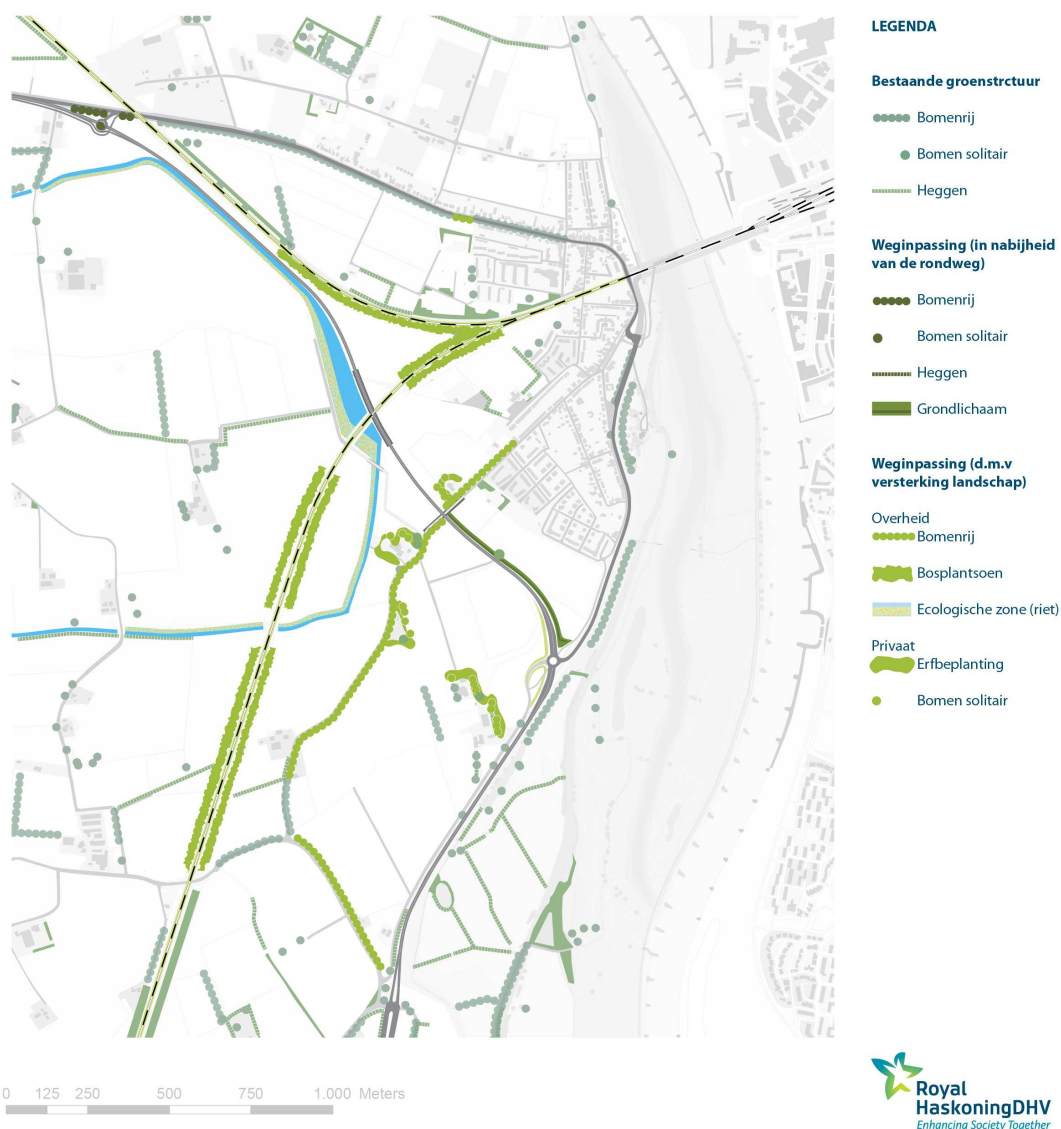 LEGENDA
Bestaande groenstrctuur
Bomenrij
Bomen solitair
Heggen
Weginpassing (in nabijheid
van de rondweg)
Bomenrij
Bomen solitair
Heggen
Grondlichaam
Weginpassing (d.m.v
versterking landschap)
Overheid
Bomenrij
Bosplantsoen
Ecologische zone (riet)
Privaat
Erfbeplanting
Bomen solitair
0 125 250 500 750 1.000 Meters
Royal
HaskoningDHV
Enhancing Society Together